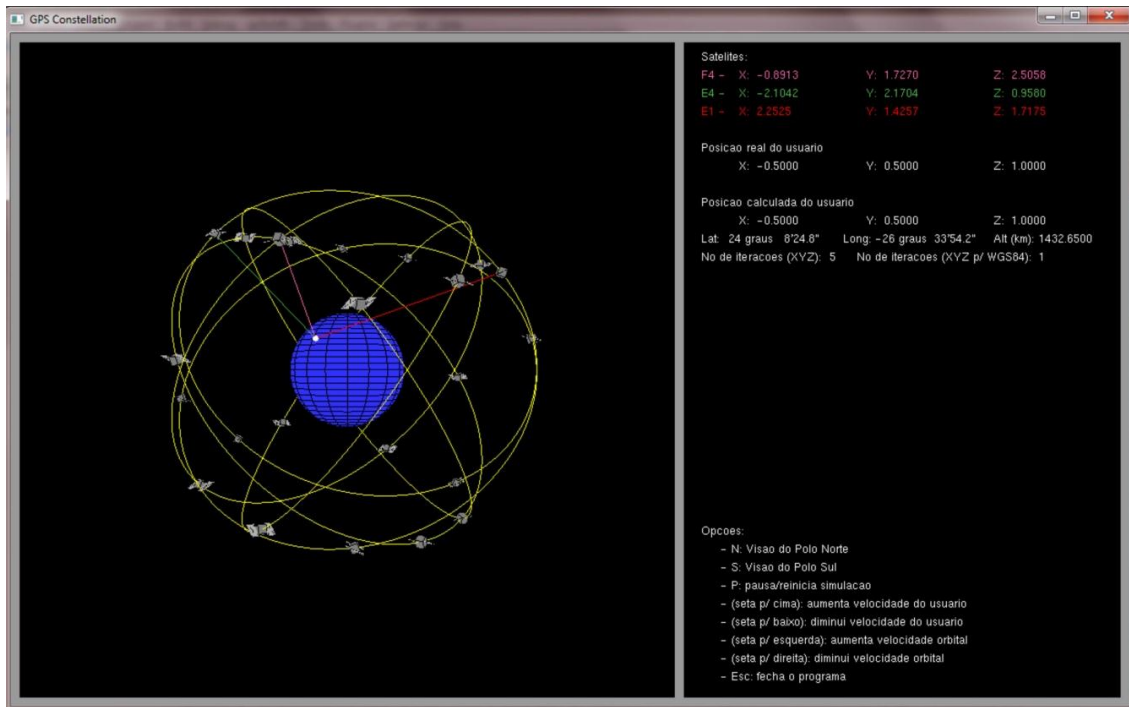 GPS Constellation
Satelites:
F4 - X: -0.8913 Y: 1.7270 Z: 2.5058
E4 - X: -2.1042 Y: 2.1704 Z: 0.9580
E1 - X: 2.2525 Y: 1.4257 Z: 1.7175
Posicao real do usuario
X: -0.5000 Y: 0.5000 Z: 1.0000
Posicao calculada do usuario
X: -0.5000 Y: 0.5000 Z: 1.0000
Lat: 24 graus 8'24.8" Long: -26 graus 33'54.2" Alt (km): 1432.6500
No de iteracoes (XYZ): 5 No de iteracoes (XYZ p/ WGS84): 1
Opcoes:
- N: Visao do Polo Norte
- S: Visao do Polo Sul
- P: pausa/reinicia simulacao
- (seta p/ cima): aumenta velocidade do usuario
- (seta p/ baixo): diminui velocidade do usuario
- (seta p/ esquerda): aumenta velocidade orbital
- (seta p/ direita): diminui velocidade orbital
- Esc: fecha o programa